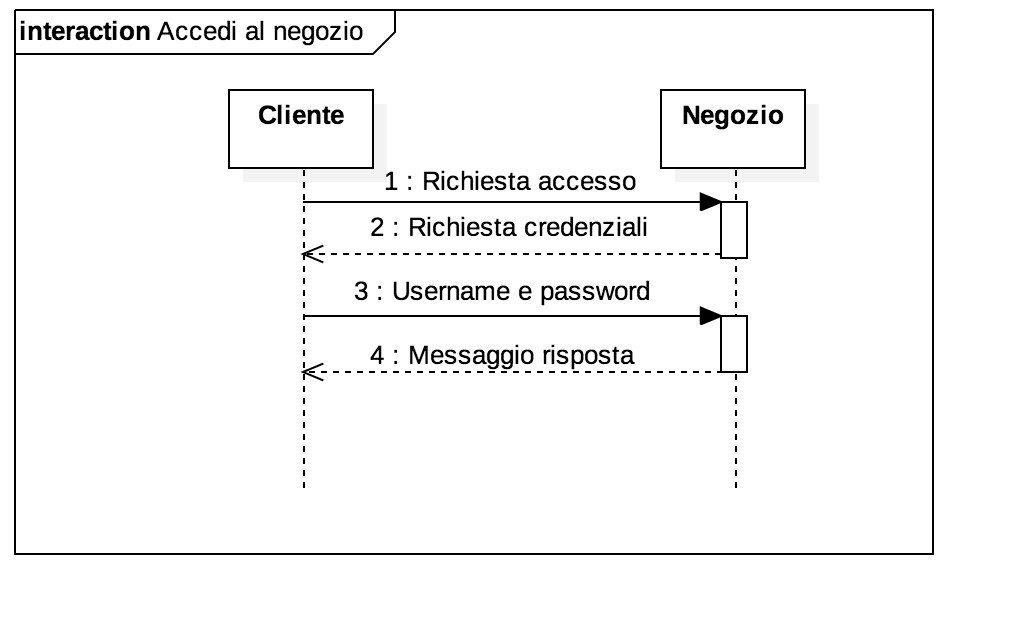 interaction Accedi al negozio
Cliente
Negozio
1 : Richiesta accesso
2 : Richiesta credenziali
3 : Username e password
4 : Messaggio risposta